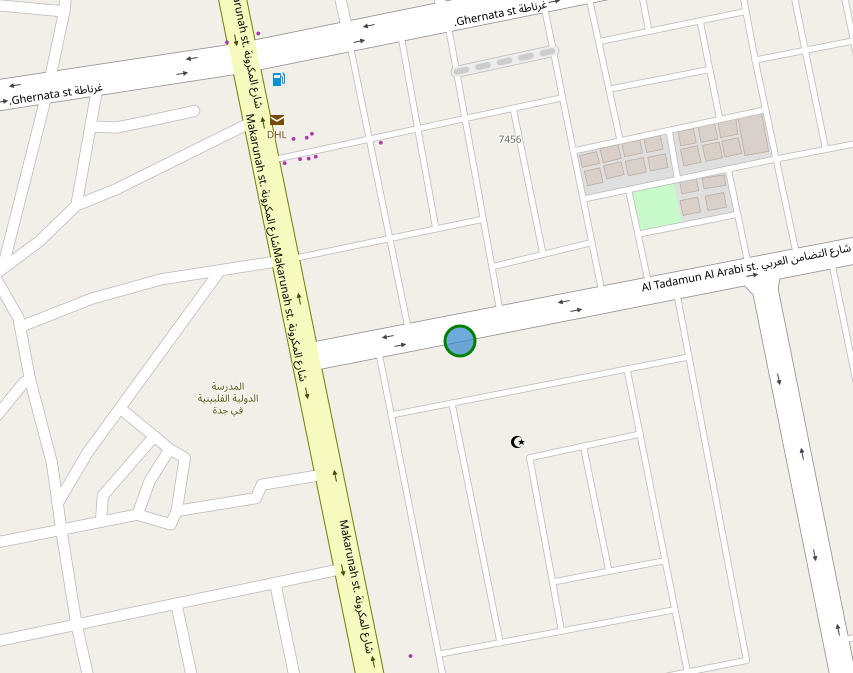 Ghernata st غرناطة.
Ghernata st غرناطة.
arunah st. شارع المكرونة
DHL
Makarunah st. شارع المكرونة
7456
Makarunah st. شارع المكرونة
Al Tadamun Al Arabi st. شارع التضامن العربي
المدرسة
الدولية الفلبينية
في جدة
Makarunah st. شارع المكرونة